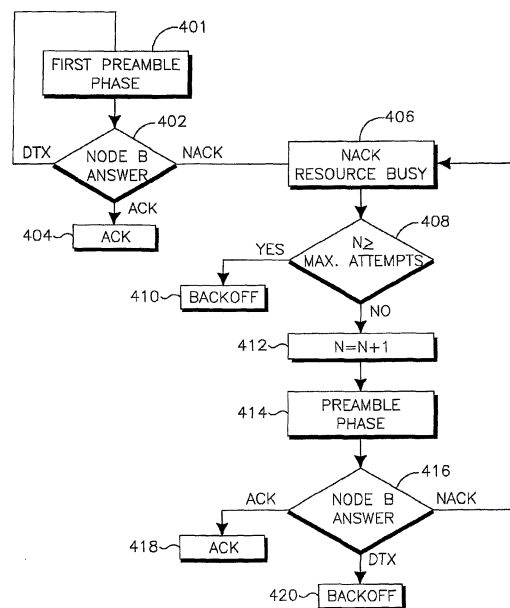 401
FIRST PREAMBLE
PHASE
402
DTX
NODE B
ANSWER
NACK
ACK
404
ACK
406
NACK
RESOURCE BUSY
408
YES
N≥
MAX. ATTEMPTS
410
BACKOFF
NO
412
N=N+1
414
PREAMBLE
PHASE
416
ACK
NODE B
ANSWER
NACK
418
ACK
DTX
420
BACKOFF